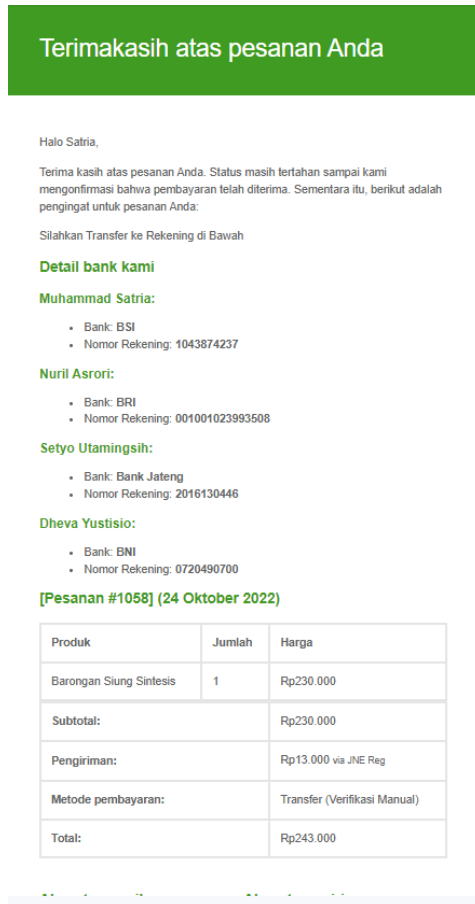 Terimakasih atas pesanan Anda
Halo Satria,
Terima kasih atas pesanan Anda. Status masih tertahan sampai kami
mengonfirmasi bahwa pembayaran telah diterima. Sementara itu, berikut adalah
pengingat untuk pesanan Anda:
Silahkan Transfer ke Rekening di Bawah
Detail bank kami
Muhammad Satria:
• Bank: BSI
• Nomor Rekening: 1043874237
Nuril Asrori:
• Bank: BRI
• Nomor Rekening: 001001023993508
Setyo Utamingsih:
• Bank: Bank Jateng
• Nomor Rekening: 2016130446
Dheva Yustisio:
• Bank: BNI
• Nomor Rekening: 0720490700
[Pesanan #1058] (24 Oktober 2022)
Produk Jumlah Harga
Barongan Siung Sintesis 1 Rp230.000
Subtotal: Rp230.000
Pengiriman: Rp13.000 via JNE Reg
Metode pembayaran: Transfer (Verifikasi Manual)
Total: Rp243.000